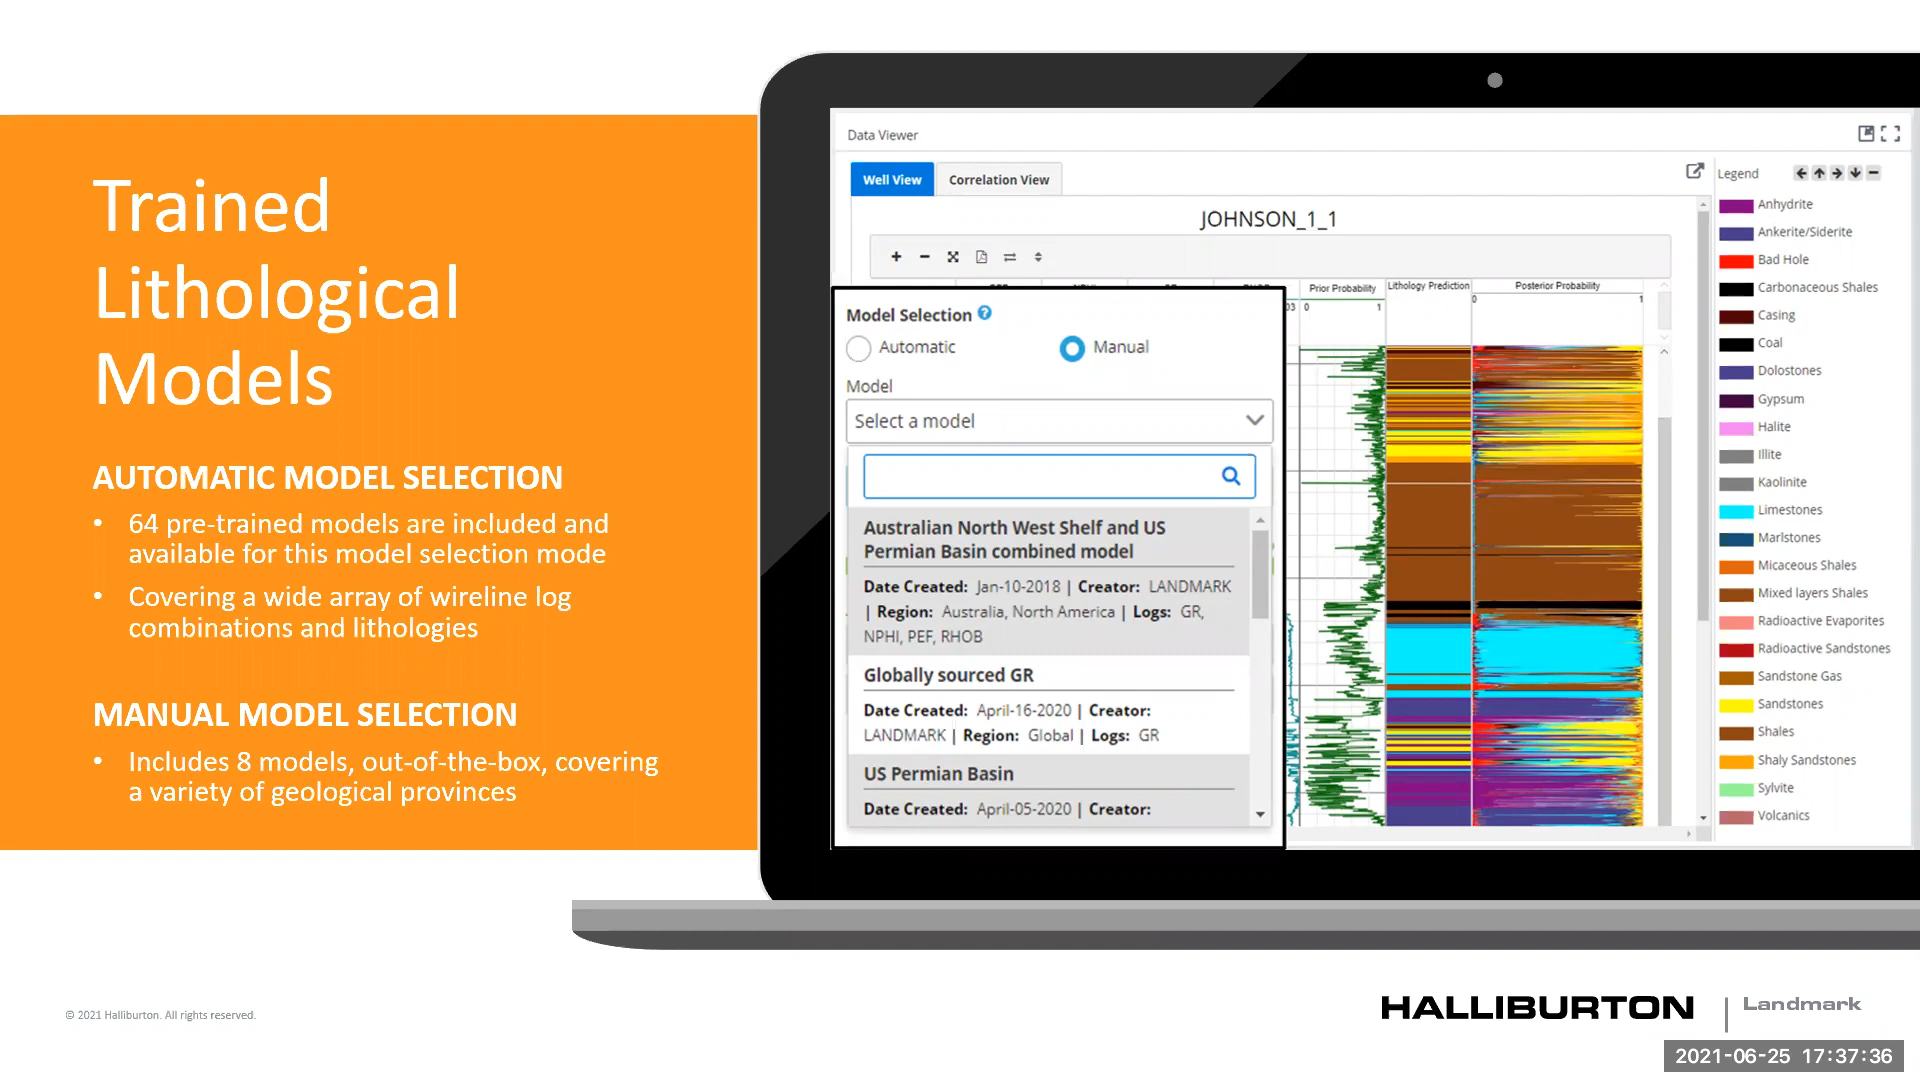 Trained
Lithological
Models
AUTOMATIC MODEL SELECTION
• 64 pre-trained models are included and
available for this model selection mode
• Covering a wide array of wireline log
combinations and lithologies
MANUAL MODEL SELECTION
• Includes 8 models, out-of-the-box, covering
a variety of geological provinces
Data Viewer
Well View
Correlation View
JOHNSON_1_1
Prior Probability
Lithology Prediction
Posterior Probability
0 1
0 1
Model Selection ?
Automatic
Manual
Model
Select a model
Australian North West Shelf and US
Permian Basin combined model
Date Created: Jan-10-2018 | Creator: LANDMARK
| Region: Australia, North America | Logs: GR,
NPHI, PEF, RHOB
Globally sourced GR
Date Created: April-16-2020 | Creator:
LANDMARK | Region: Global | Logs: GR
US Permian Basin
Date Created: April-05-2020 | Creator:
Legend
Anhydrite
Ankerite/Siderite
Bad Hole
Carbonaceous Shales
Casing
Coal
Dolostones
Gypsum
Halite
Illite
Kaolinite
Limestones
Marlstones
Micaceous Shales
Mixed layers Shales
Radioactive Evaporites
Radioactive Sandstones
Sandstone Gas
Sandstones
Shales
Shaly Sandstones
Sylvite
Volcanics
© 2021 Halliburton. All rights reserved.
HALLIBURTON | Landmark
2021-06-25 17:37:36